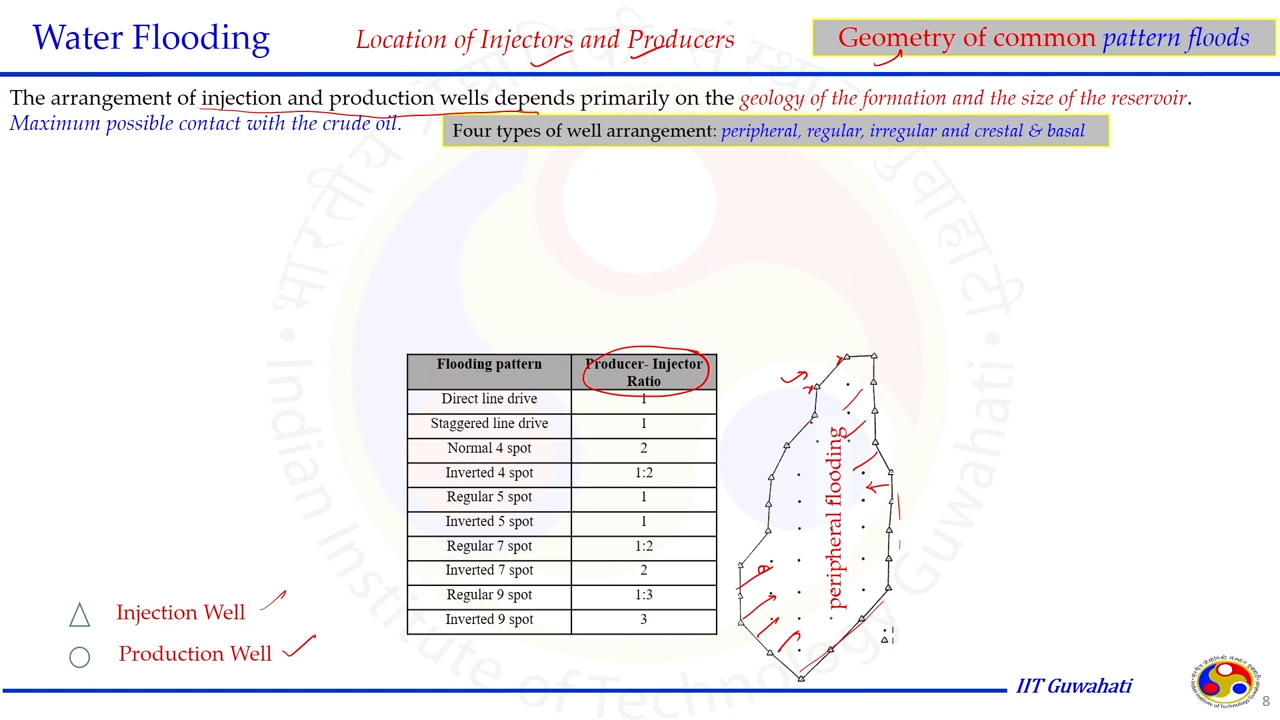 Water Flooding
Location of Injectors and Producers
Geometry of common pattern floods
The arrangement of injection and production wells depends primarily on the geology of the formation and the size of the reservoir.
Maximum possible contact with the crude oil.
Four types of well arrangement: peripheral, regular, irregular and crestal & basal
Flooding pattern Producer- Injector Ratio
Direct line drive 1
Staggered line drive 1
Normal 4 spot 2
Inverted 4 spot 1:2
Regular 5 spot 1
Inverted 5 spot 1
Regular 7 spot 1:2
Inverted 7 spot 2
Regular 9 spot 1:3
Inverted 9 spot 3
peripheral flooding
Injection Well
Production Well
Indian Institute of Technology Guwahati
IIT Guwahati
8